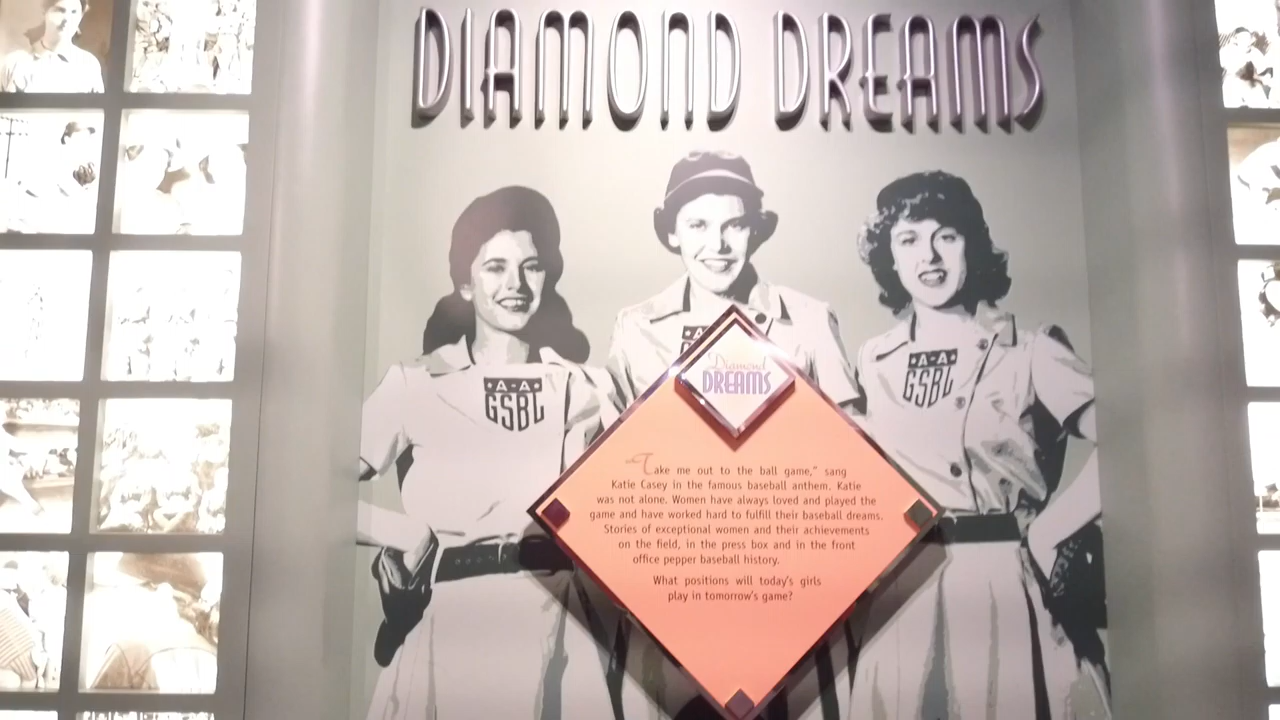 DIAMOND DREAMS
A-A
GSBL
A
A-A
GSBL
Diamond
DREAMS
"Take me out to the ball game," sang
Katie Casey in the famous baseball anthem. Katie
was not alone. Women have always loved and played the
game and have worked hard to fulfill their baseball dreams.
Stories of exceptional women and their achievements
on the field, in the press box and in the front
office pepper baseball history.
What positions will today's girls
play in tomorrow's game?